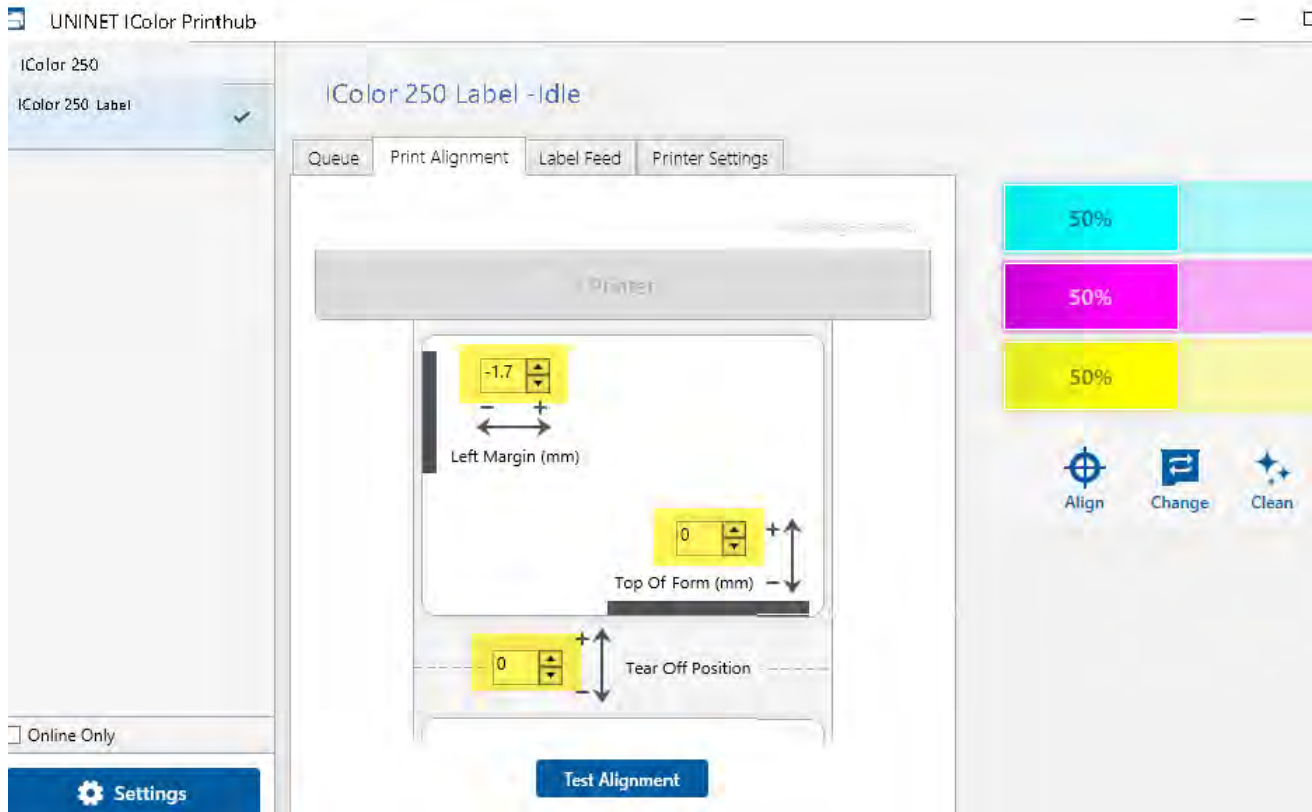 UNINET IColor Printhub
IColor 250
IColor 250 Label
IColor 250 Label -Idle
Queue
Print Alignment
Label Feed
Printer Settings
Printer
50%
50%
50%
-1.7
- +
Left Margin (mm)
Align
Change
Clean
0
+
Top Of Form (mm) -
+
0
Tear Off Position
-
Online Only
Test Alignment
Settings